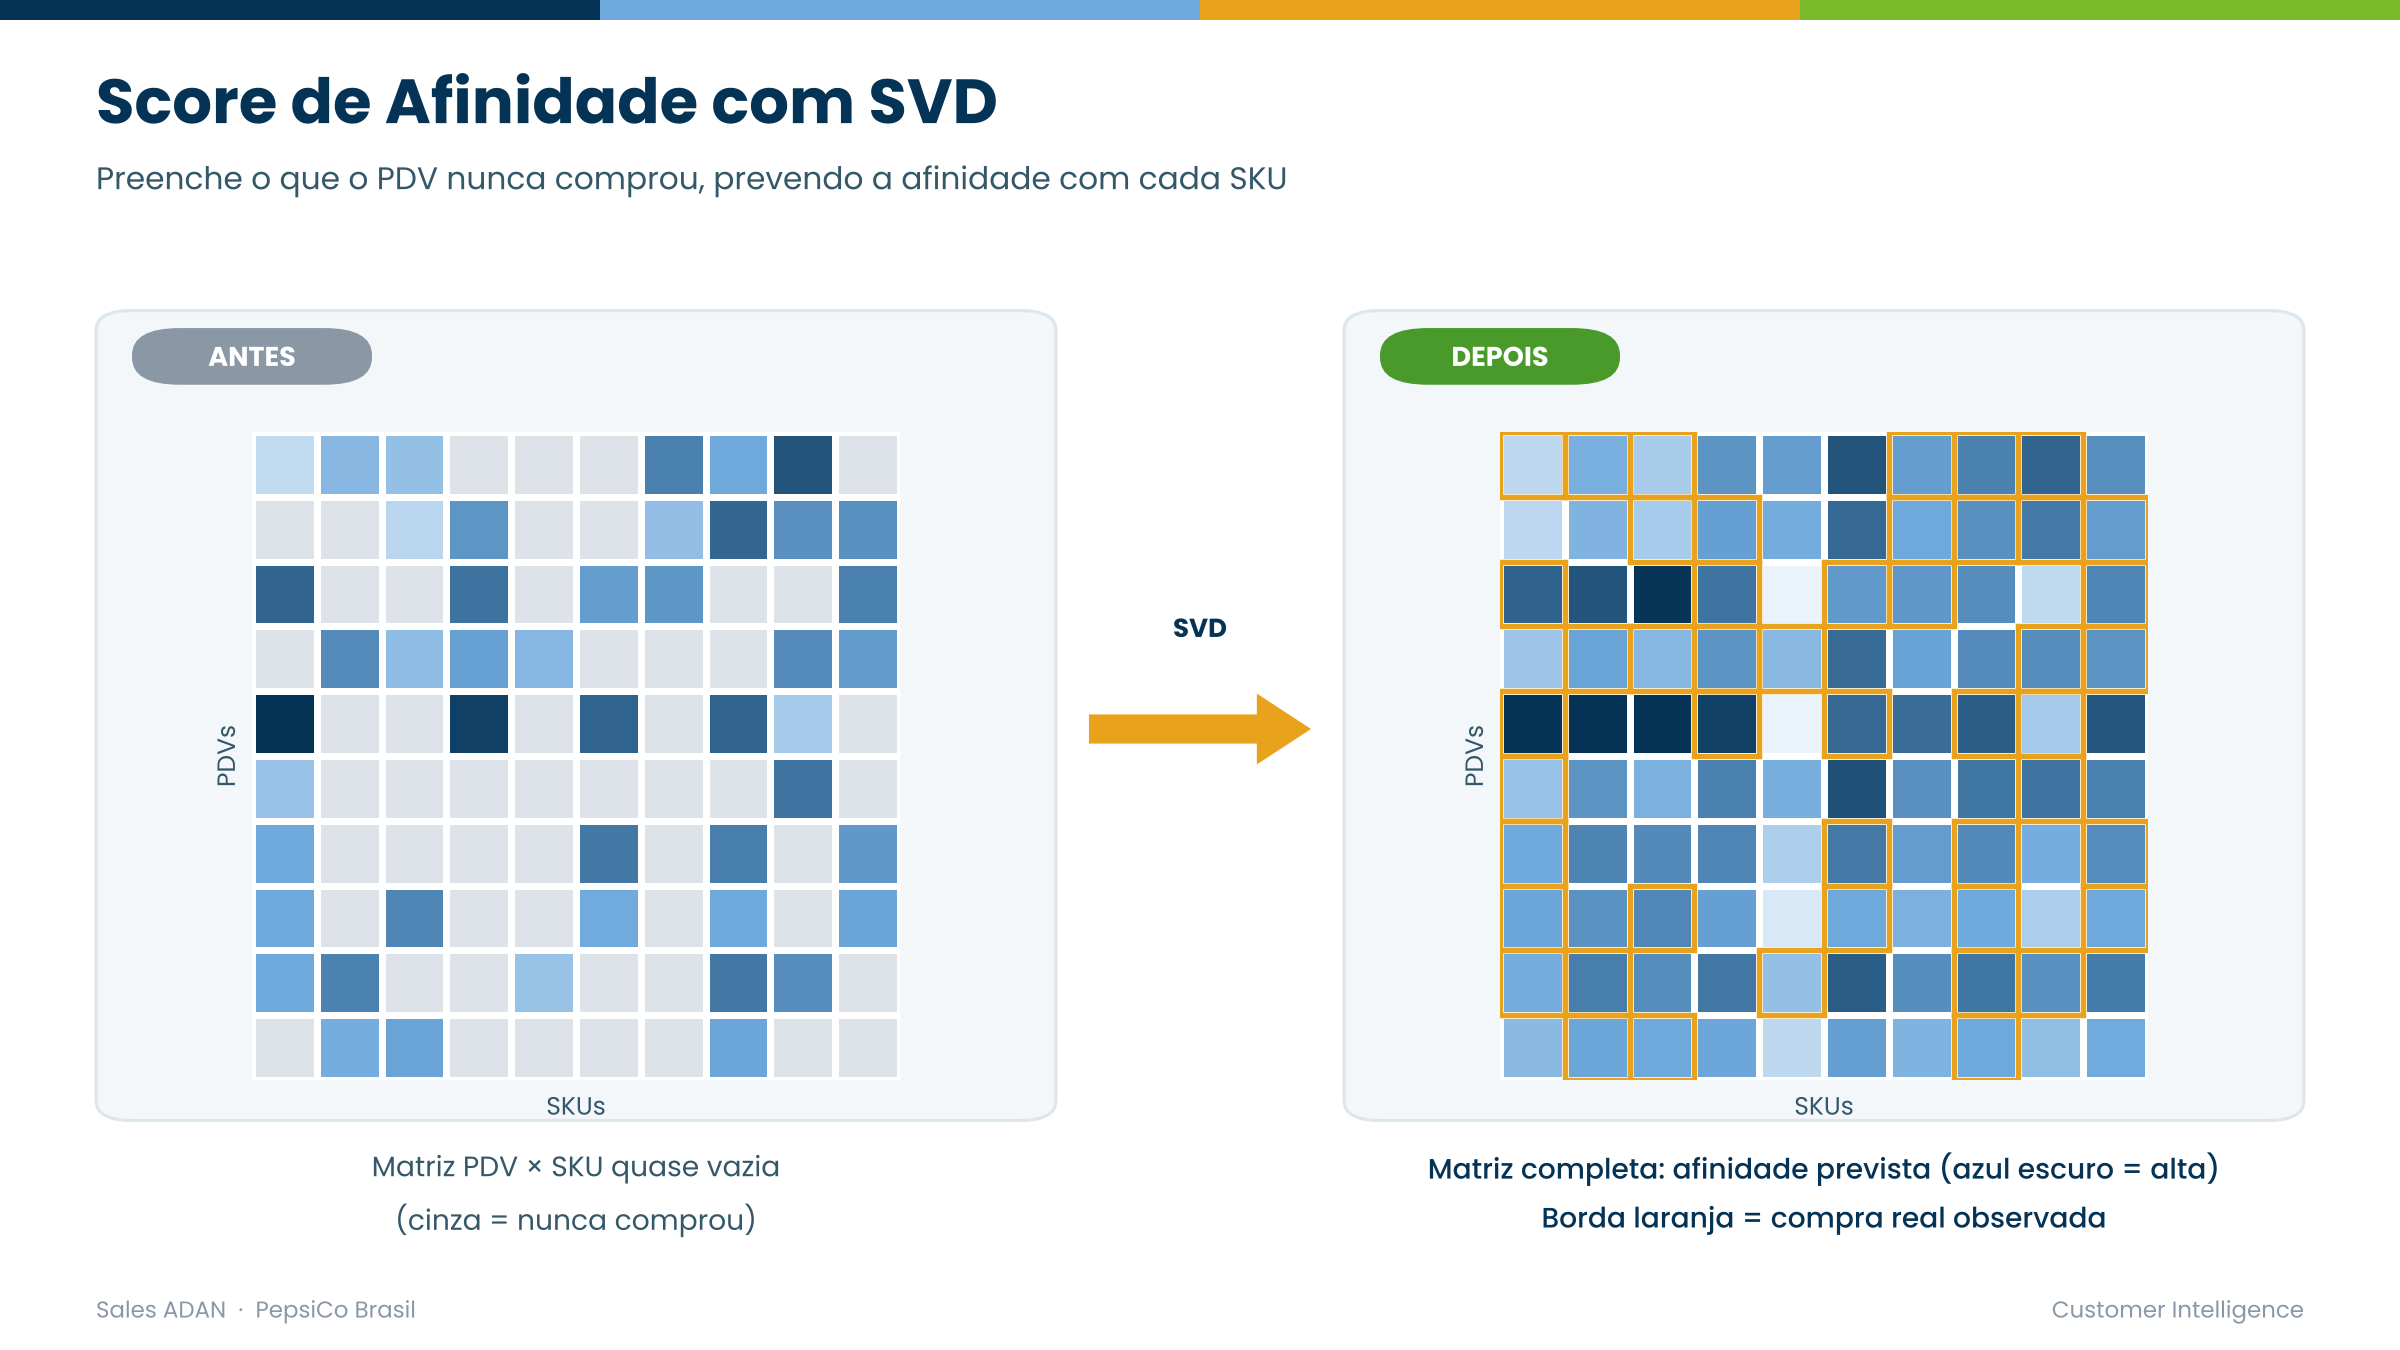 Score de Afinidade com SVD
Preenche o que o PDV nunca comprou, prevendo a afinidade com cada SKU
ANTES
PDVs
SKUs
Matriz PDV × SKU quase vazia
(cinza = nunca comprou)
SVD
DEPOIS
PDVs
SKUs
Matriz completa: afinidade prevista (azul escuro = alta)
Borda laranja = compra real observada
Sales ADAN · PepsiCo Brasil
Customer Intelligence